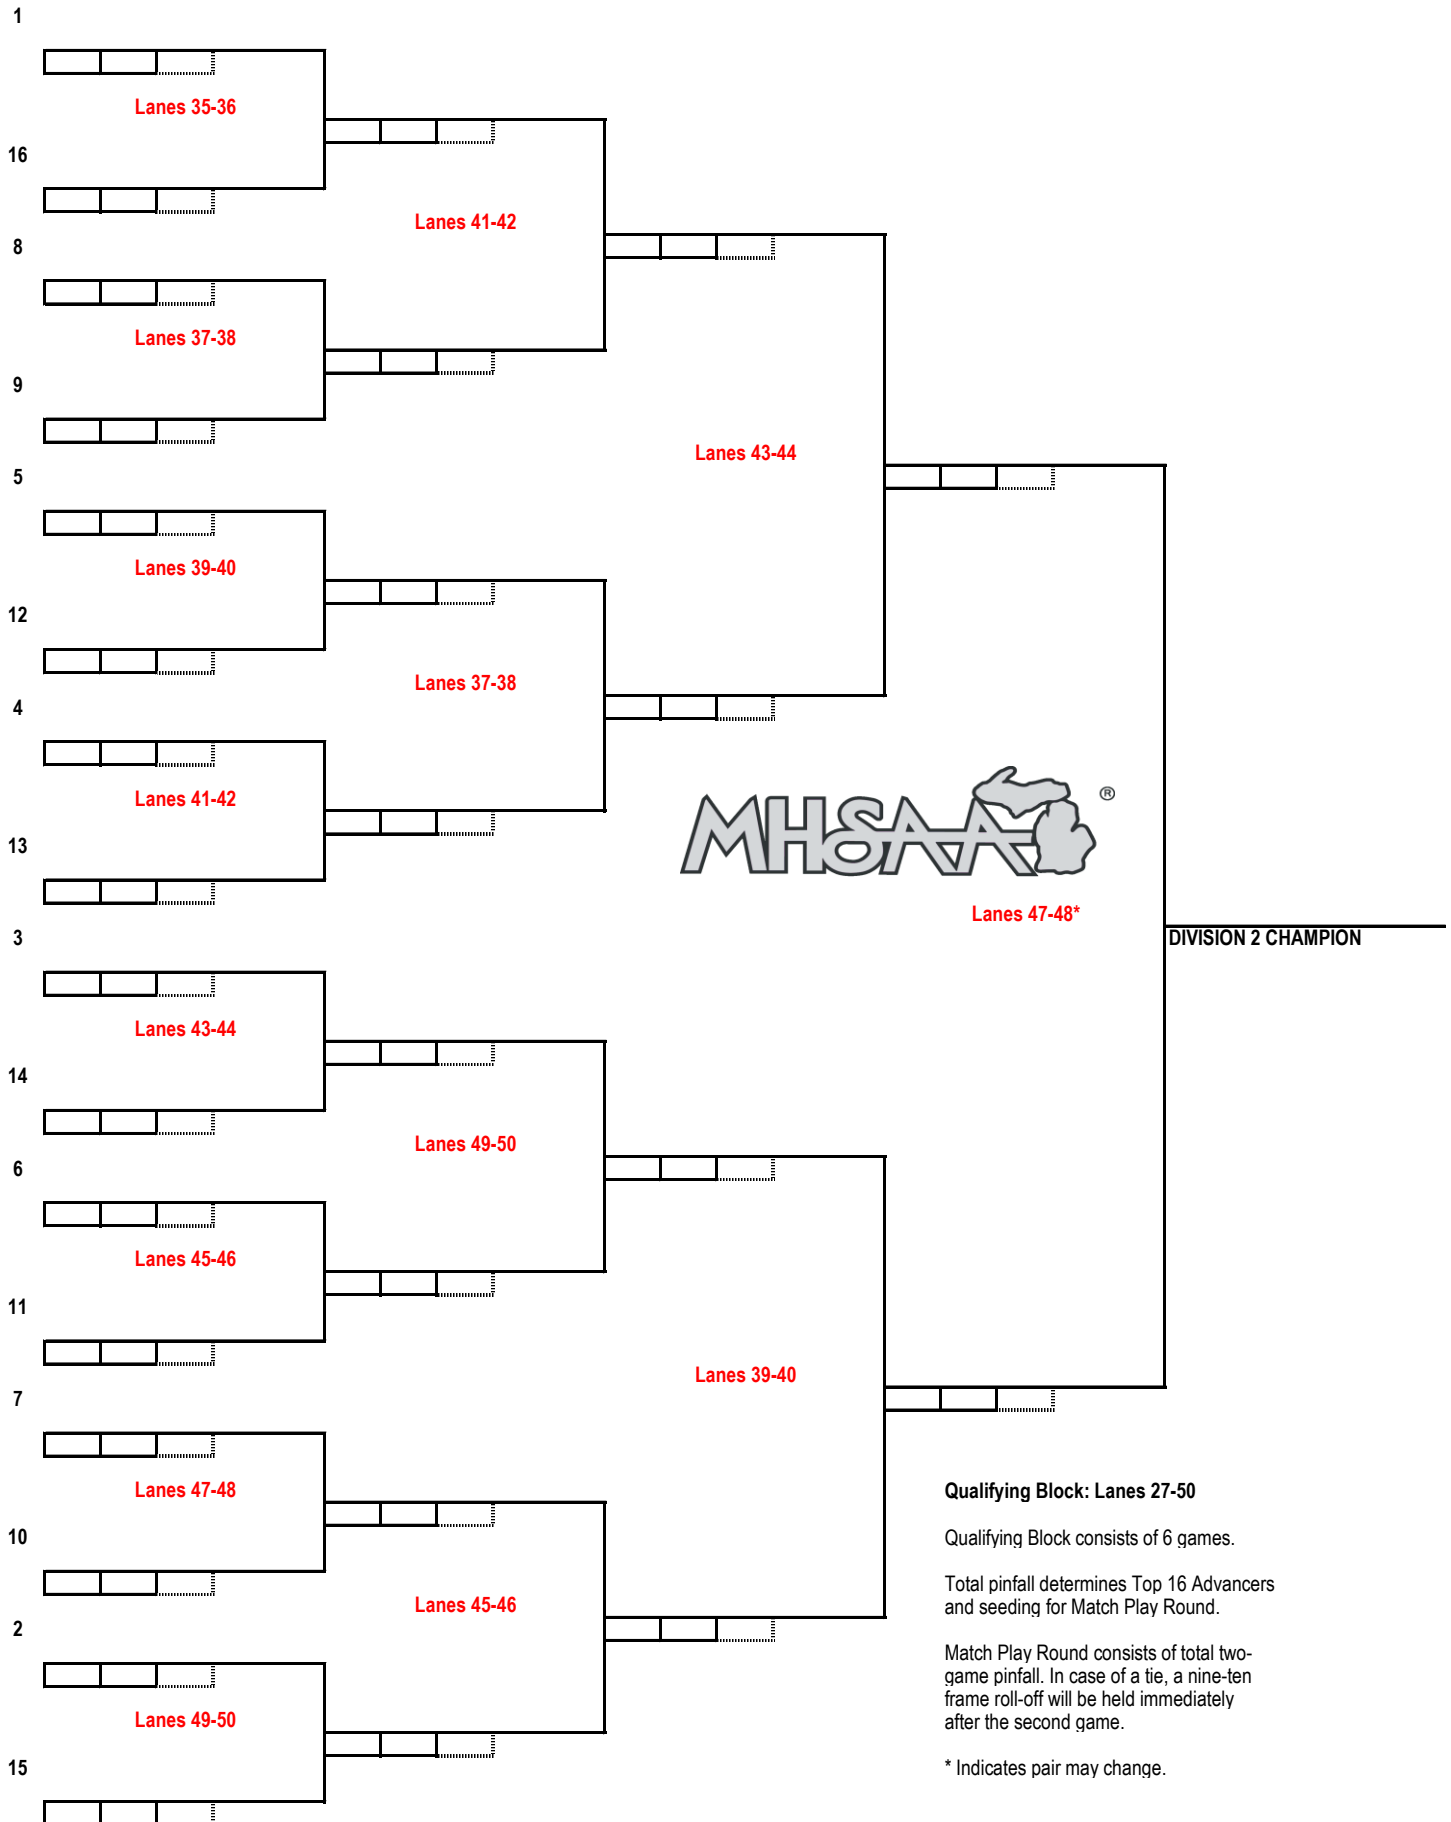 1
Lanes 35-36
16
Lanes 41-42
8
Lanes 37-38
9
Lanes 43-44
5
Lanes 39-40
12
Lanes 37-38
4
Lanes 41-42
13
MHSAA ®
Lanes 47-48*
DIVISION 2 CHAMPION
3
Lanes 43-44
14
Lanes 49-50
6
Lanes 45-46
11
Lanes 39-40
7
Lanes 47-48
10
Lanes 45-46
2
Lanes 49-50
15
Qualifying Block: Lanes 27-50
Qualifying Block consists of 6 games.
Total pinfall determines Top 16 Advancers
and seeding for Match Play Round.
Match Play Round consists of total two-
game pinfall. In case of a tie, a nine-ten
frame roll-off will be held immediately
after the second game.
* Indicates pair may change.